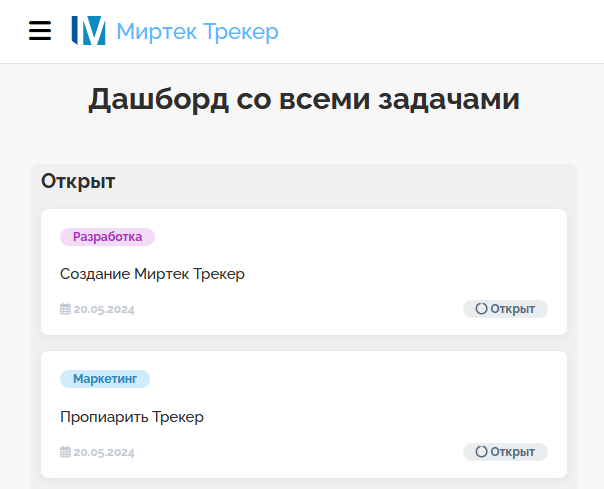 Миртек Трекер
Дашборд со всеми задачами
Открыт
Разработка
Создание Миртек Трекер
20.05.2024 Открыт
Маркетинг
Пропиарить Трекер
20.05.2024 Открыт